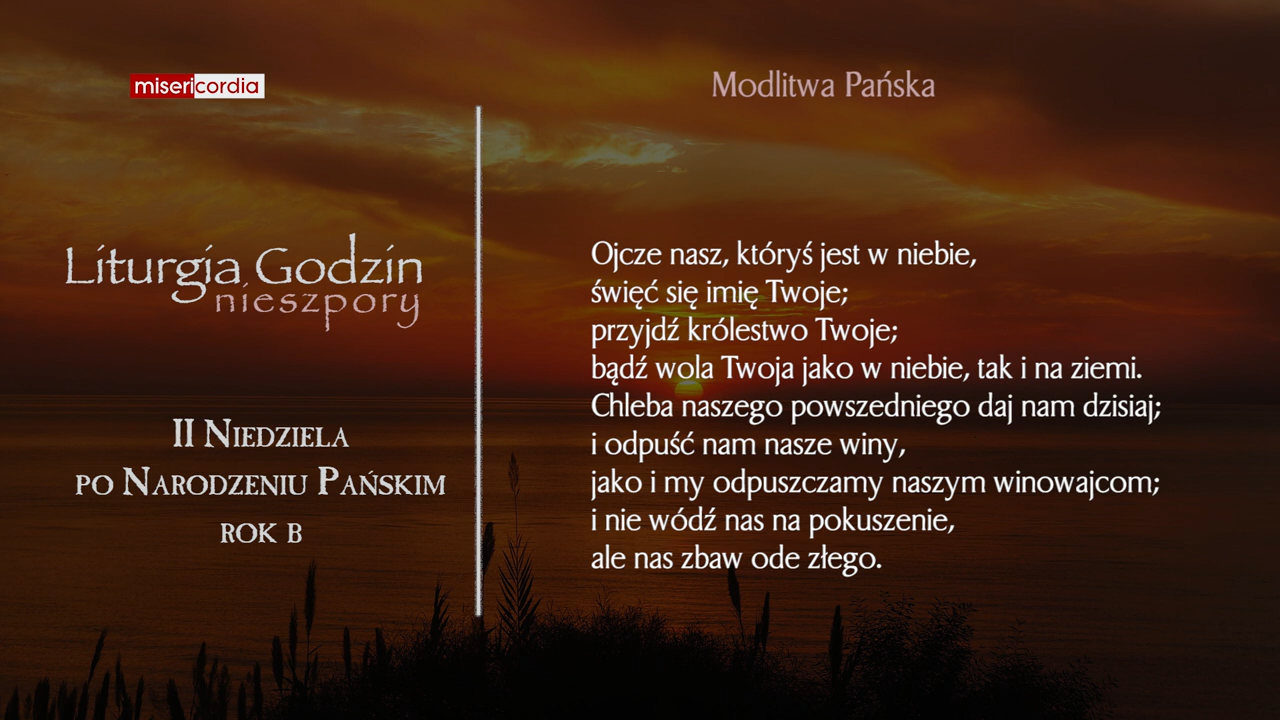 misericordia
Liturgia Godzin
nieszpory
II Niedziela
po Narodzeniu Pańskim
rok B
Modlitwa Pańska
Ojcze nasz, któryś jest w niebie,
święć się imię Twoje;
przyjdź królestwo Twoje;
bądź wola Twoja jako w niebie, tak i na ziemi.
Chleba naszego powszedniego daj nam dzisiaj;
i odpuść nam nasze winy,
jako i my odpuszczamy naszym winowajcom;
i nie wódź nas na pokuszenie,
ale nas zbaw ode złego.